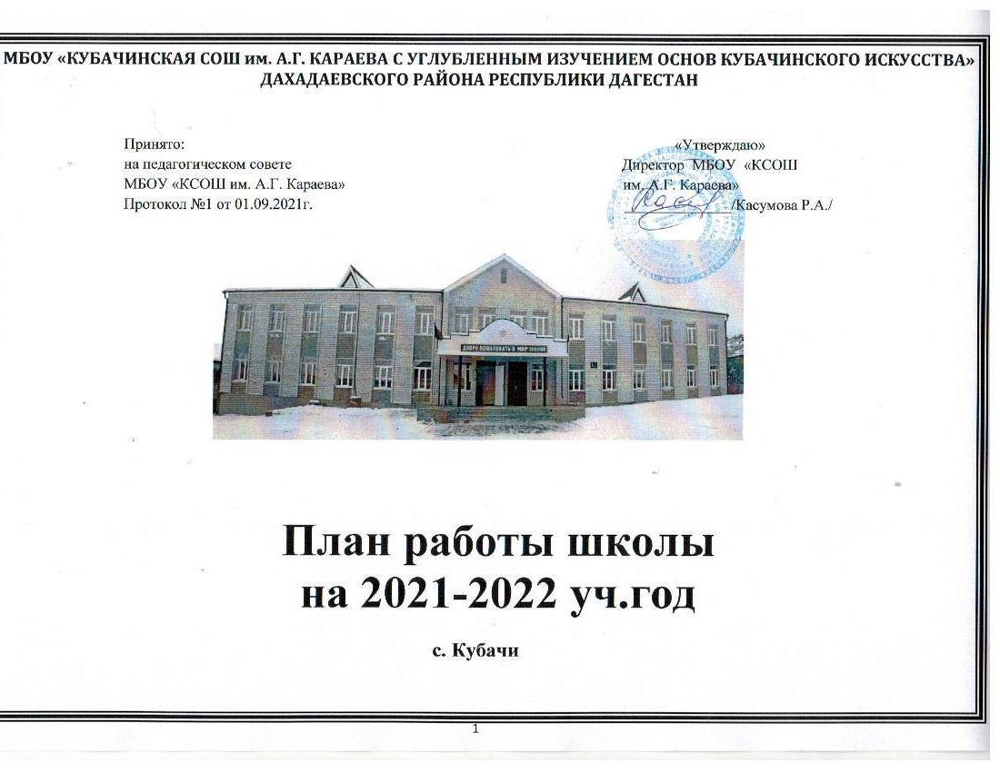 МБОУ «КУБАЧИНСКАЯ СОШ им. А.Г. КАРАЕВА С УГЛУБЛЕННЫМ ИЗУЧЕНИЕМ ОСНОВ КУБАЧИНСКОГО ИСКУССТВА»
ДАХАДАЕВСКОГО РАЙОНА РЕСПУБЛИКИ ДАГЕСТАН
Принято:
на педагогическом совете
МБОУ «КСОШ им. А.Г. Караева»
Протокол №1 от 01.09.2021г.
«Утверждаю»
Директор МБОУ «КСОШ
им. А.Г. Караева»
/Касумова Р.А./
ДОБРО ПОЖАЛОВАТЬ В МИР ЗНАНИЙ
План работы школы
на 2021-2022 уч.год
с. Кубачи
1